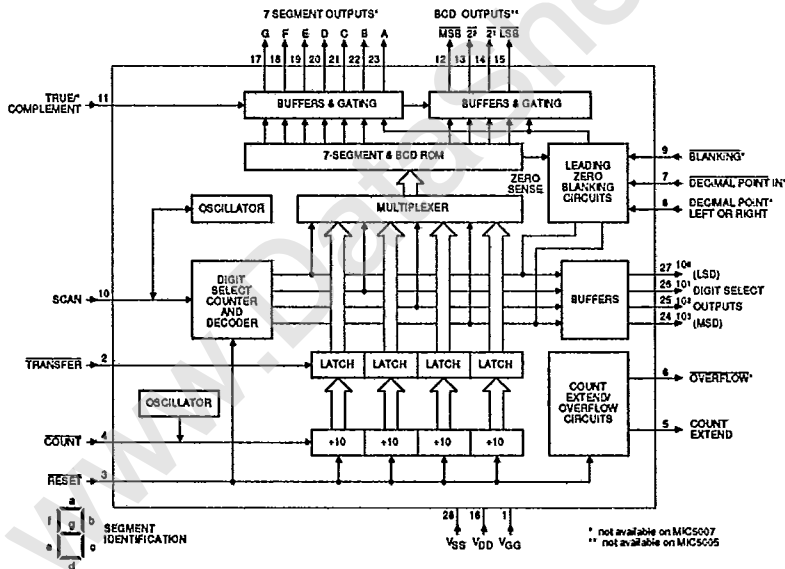 7 SEGMENT OUTPUTS*
BCD OUTPUTS**
G F E D C B A
MSB 2² 2¹ LSB
17 18 19 20 21 22 23
12 13 14 15
TRUE/*
COMPLEMENT
11
BUFFERS & GATING
BUFFERS & GATING
7-SEGMENT & BCD ROM
ZERO
SENSE
LEADING
ZERO
BLANKING
CIRCUITS
9 BLANKING*
7 DECIMAL POINT IN*
8 DECIMAL POINT*
LEFT OR RIGHT
OSCILLATOR
MULTIPLEXER
SCAN
10
DIGIT
SELECT
COUNTER
AND
DECODER
BUFFERS
27 10⁰ (LSD)
26 10¹ DIGIT SELECT
25 10² OUTPUTS
24 10³ (MSD)
TRANSFER
2
LATCH LATCH LATCH LATCH
OSCILLATOR
COUNT
EXTEND/
OVERFLOW
CIRCUITS
6 OVERFLOW*
5 COUNT
EXTEND
COUNT
4
÷10 ÷10 ÷10 ÷10
RESET
3
a
f g b
e c
d
SEGMENT
IDENTIFICATION
28 16 1
VSS VDD VGG
* not available on MIC5007
** not available on MIC5005
www.DataShe